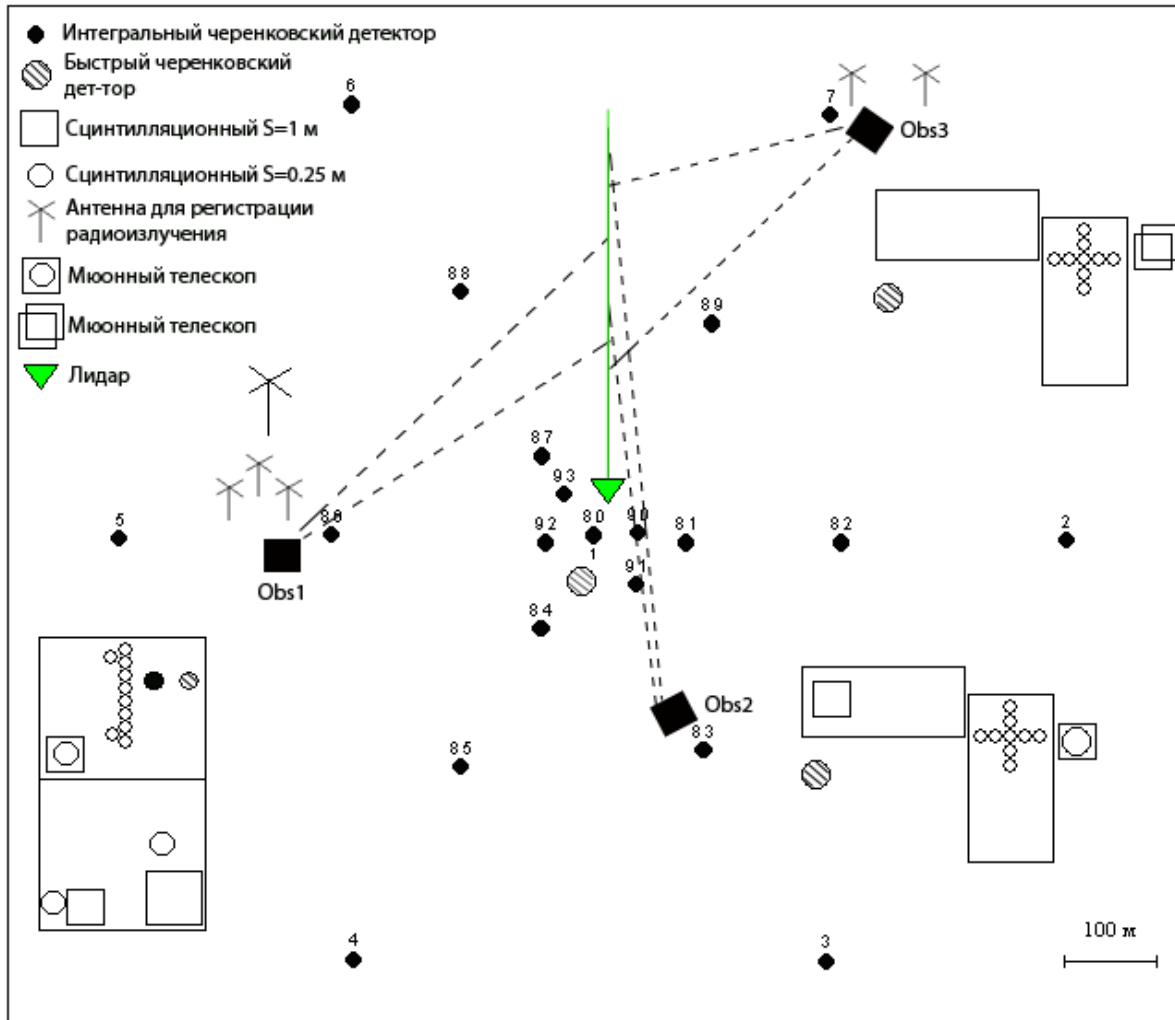 Интегральный черенковский детектор
Быстрый черенковский
дет-тор
Сцинтилляционный S=1 м
Сцинтилляционный S=0.25 м
Антенна для регистрации
радиоизлучения
Мюонный телескоп
Мюонный телескоп
Лидар
6
7
Obs3
88
89
87
93
5
86
92
80
90
81
82
2
1
91
Obs1
84
Obs2
83
85
4
3
100 м